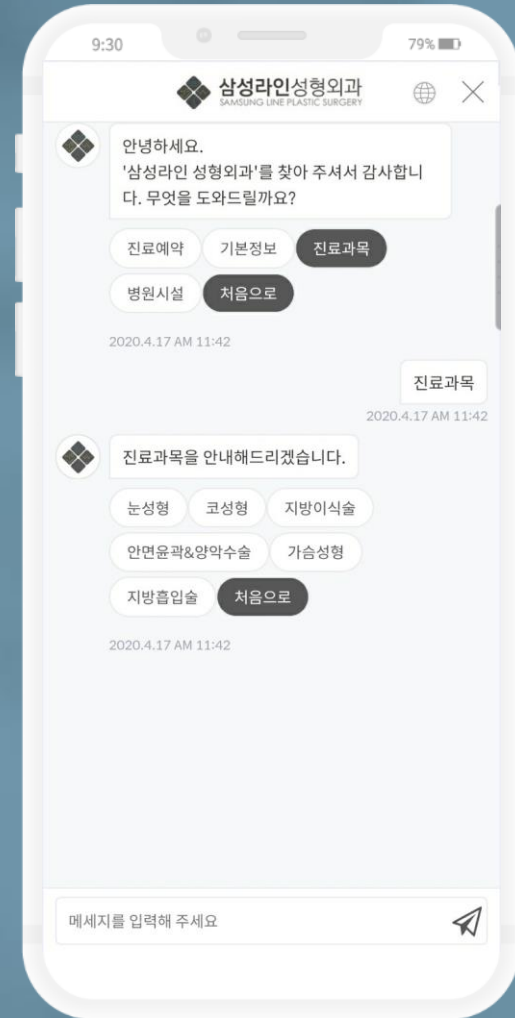 9:30
79%
삼성라인성형외과
SAMSUNG LINE PLASTIC SURGERY
안녕하세요.
'삼성라인 성형외과'를 찾아 주셔서 감사합니
다. 무엇을 도와드릴까요?
진료예약 기본정보 진료과목
병원시설 처음으로
2020.4.17 AM 11:42
진료과목
2020.4.17 AM 11:42
진료과목을 안내해드리겠습니다.
눈성형 코성형 지방이식술
안면윤곽&양악수술 가슴성형
지방흡입술 처음으로
2020.4.17 AM 11:42
메세지를 입력해 주세요